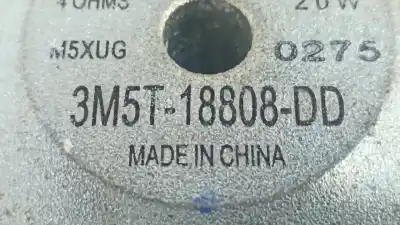 4 OHMS 20W
M5XUG 0275
3M5T-18808-DD
MADE IN CHINA